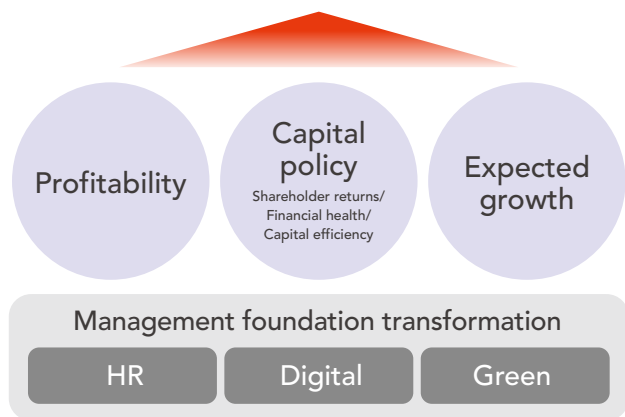 Profitability
Capital
policy
Shareholder returns/
Financial health/
Capital efficiency
Expected
growth
Management foundation transformation
HR
Digital
Green